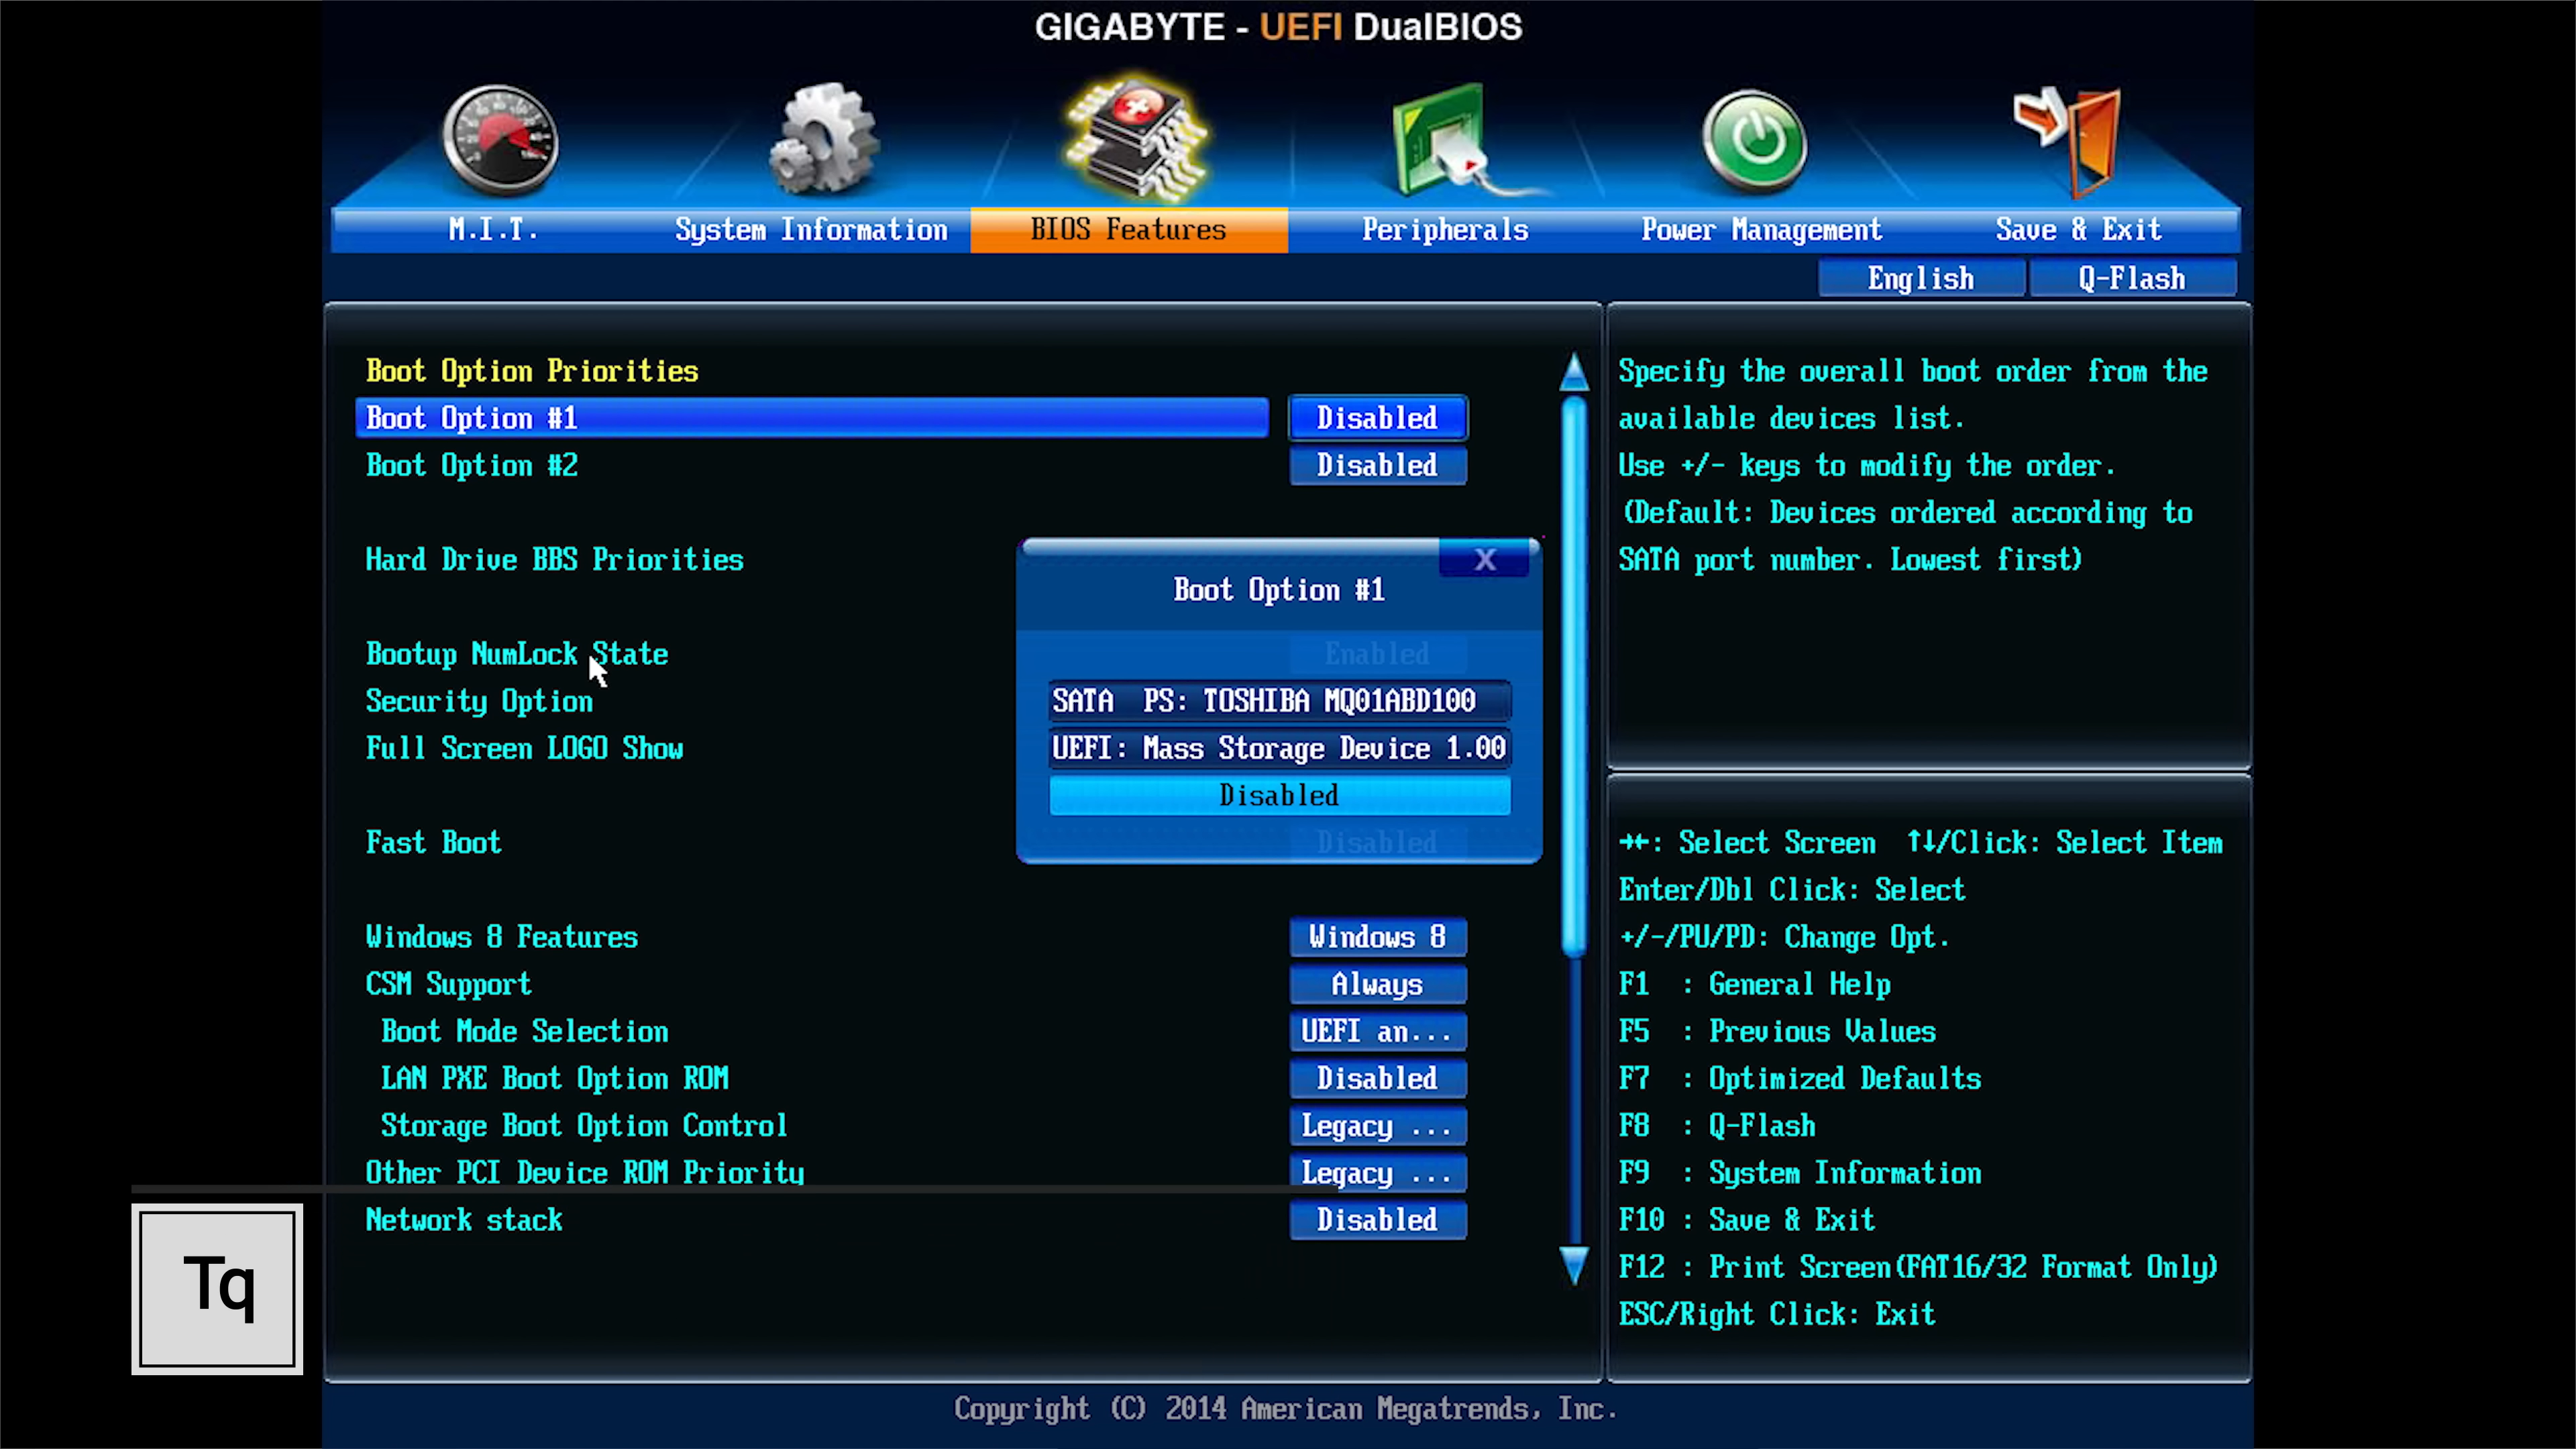 GIGABYTE - UEFI DualBIOS
M.I.T. System Information BIOS Features Peripherals Power Management Save & Exit
English Q-Flash
Boot Option Priorities
Boot Option #1 Disabled
Boot Option #2 Disabled
Hard Drive BBS Priorities
Bootup NumLock State Enabled
Security Option
Full Screen LOGO Show
Fast Boot Disabled
Windows 8 Features Windows 8
CSM Support Always
Boot Mode Selection UEFI an...
LAN PXE Boot Option ROM Disabled
Storage Boot Option Control Legacy ...
Other PCI Device ROM Priority Legacy ...
Network stack Disabled
X
Boot Option #1
SATA PS: TOSHIBA MQ01ABD100
UEFI: Mass Storage Device 1.00
Disabled
Specify the overall boot order from the
available devices list.
Use +/- keys to modify the order.
(Default: Devices ordered according to
SATA port number. Lowest first)
→←: Select Screen ↑↓/Click: Select Item
Enter/Dbl Click: Select
+/-/PU/PD: Change Opt.
F1 : General Help
F5 : Previous Values
F7 : Optimized Defaults
F8 : Q-Flash
F9 : System Information
F10 : Save & Exit
F12 : Print Screen(FAT16/32 Format Only)
ESC/Right Click: Exit
Tq
Copyright (C) 2014 American Megatrends, Inc.